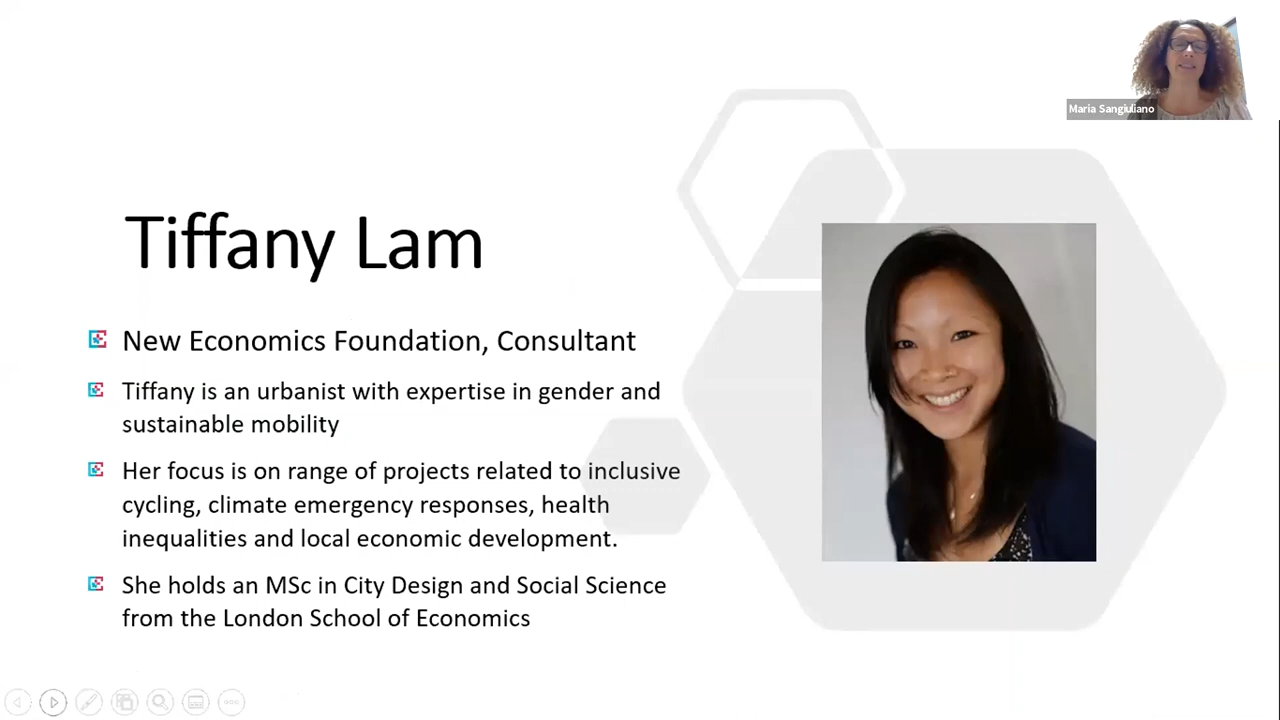 Maria Sangiuliano
Tiffany Lam
New Economics Foundation, Consultant
Tiffany is an urbanist with expertise in gender and
sustainable mobility
Her focus is on range of projects related to inclusive
cycling, climate emergency responses, health
inequalities and local economic development.
She holds an MSc in City Design and Social Science
from the London School of Economics